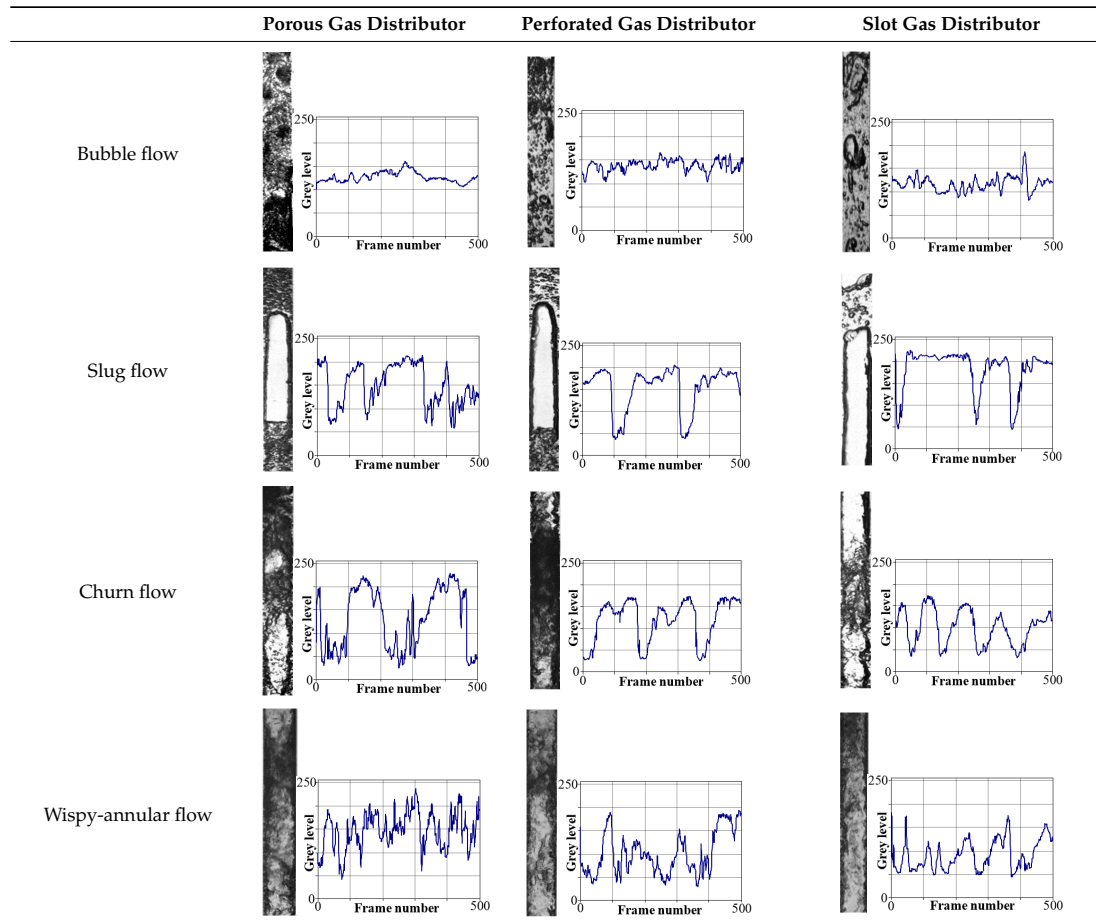 Porous Gas Distributor Perforated Gas Distributor Slot Gas Distributor
Bubble flow
250
Grey level
0
0 Frame number 500
250
Grey level
0
0 Frame number 500
250
Grey level
0
0 Frame number 500
Slug flow
250
Grey level
0
0 Frame number 500
250
Grey level
0
0 Frame number 500
250
Grey level
0
0 Frame number 500
Churn flow
250
Grey level
0
0 Frame number 500
250
Grey level
0
0 Frame number 500
250
Grey level
0
0 Frame number 500
Wispy-annular flow
250
Grey level
0
0 Frame number 500
250
Grey level
0
0 Frame number 500
250
Grey level
0
0 Frame number 500